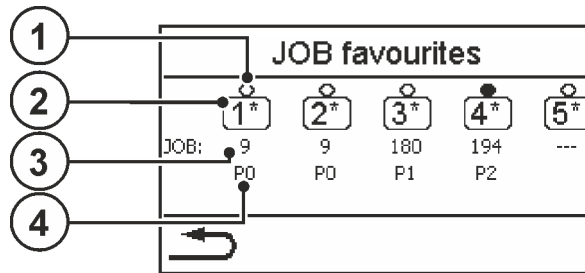 JOB favourites
1 2 3 4
1* 2* 3* 4* 5*
JOB: 9 9 180 194 ---
P0 P0 P1 P2